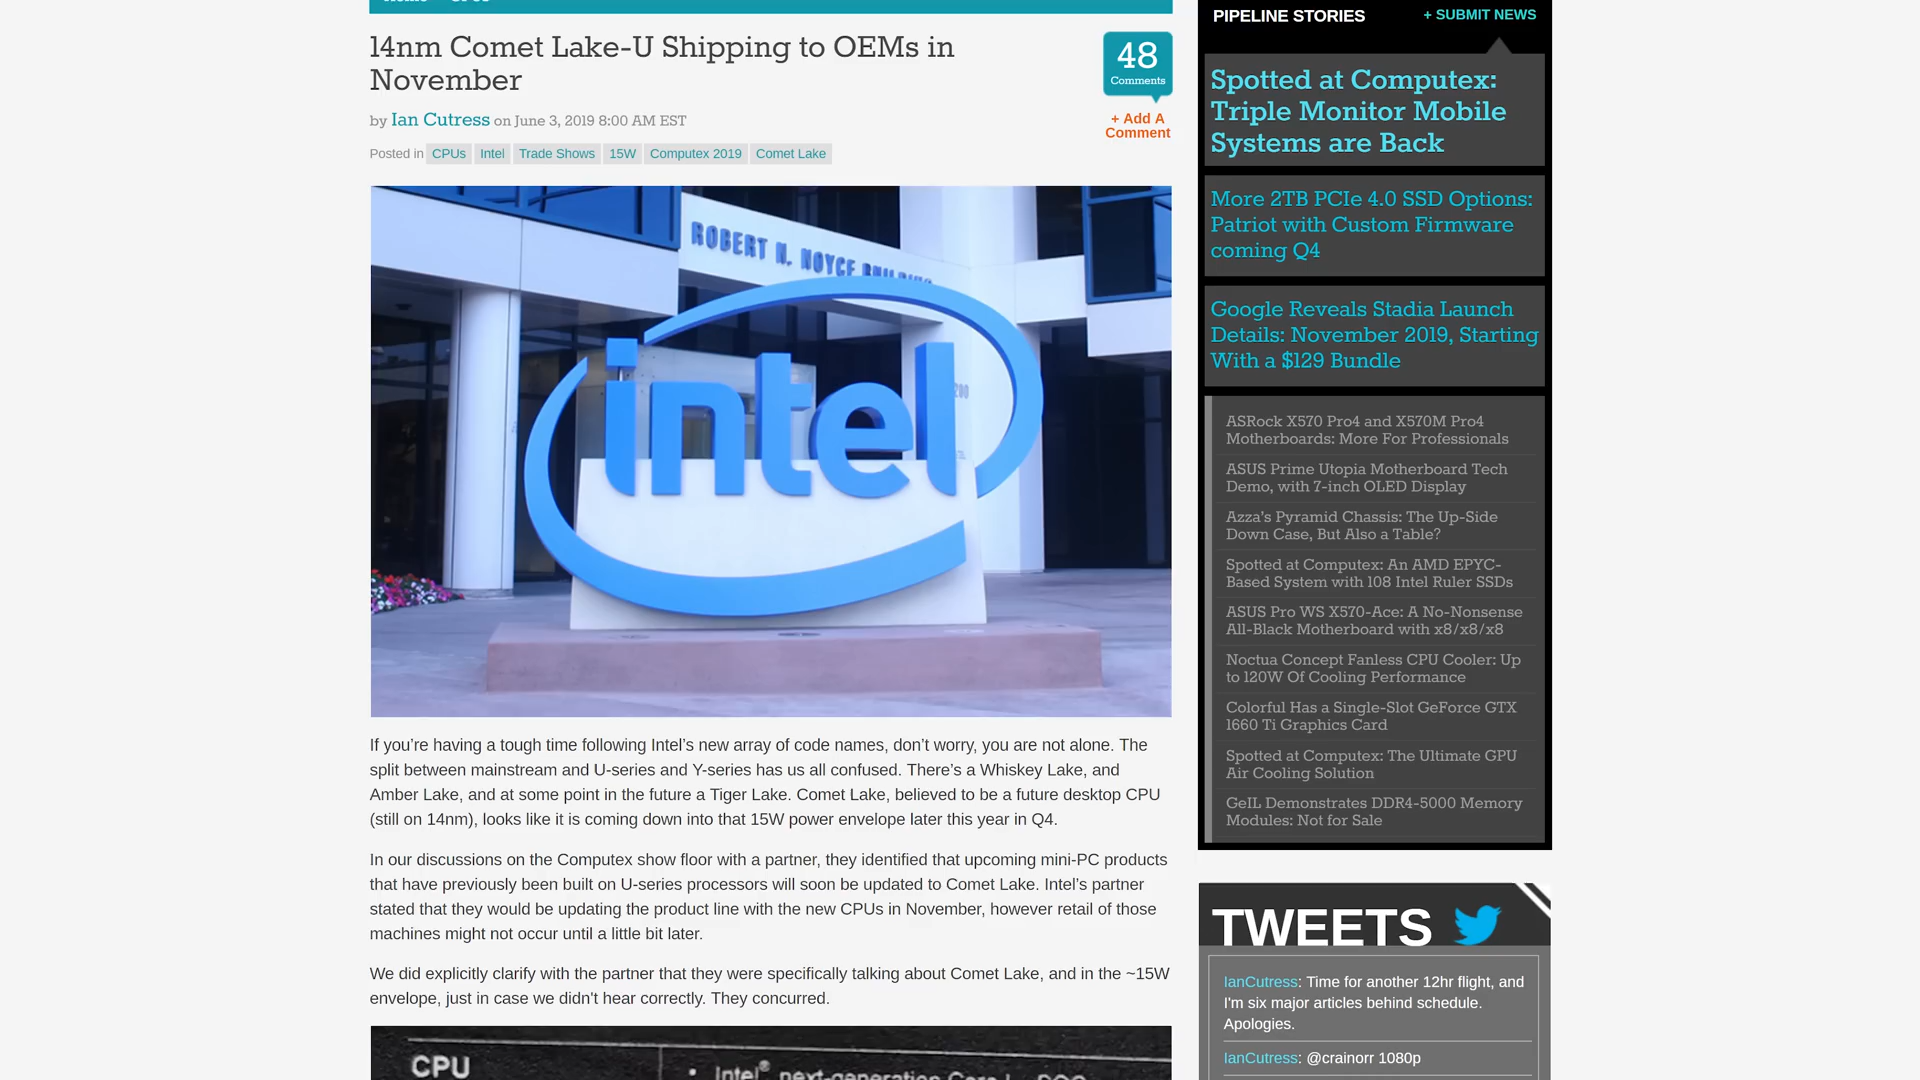 14nm Comet Lake-U Shipping to OEMs in
November
48
Comments
+ Add A
Comment
by Ian Cutress on June 3, 2019 8:00 AM EST
Posted in CPUs Intel Trade Shows 15W Computex 2019 Comet Lake
ROBERT N. NOYCE BUILDING
intel
If you’re having a tough time following Intel’s new array of code names, don’t worry, you are not alone. The
split between mainstream and U-series and Y-series has us all confused. There’s a Whiskey Lake, and
Amber Lake, and at some point in the future a Tiger Lake. Comet Lake, believed to be a future desktop CPU
(still on 14nm), looks like it is coming down into that 15W power envelope later this year in Q4.
In our discussions on the Computex show floor with a partner, they identified that upcoming mini-PC products
that have previously been built on U-series processors will soon be updated to Comet Lake. Intel’s partner
stated that they would be updating the product line with the new CPUs in November, however retail of those
machines might not occur until a little bit later.
We did explicitly clarify with the partner that they were specifically talking about Comet Lake, and in the ~15W
envelope, just in case we didn't hear correctly. They concurred.
CPU
• Intel® next-generation Core
PIPELINE STORIES
+ SUBMIT NEWS
Spotted at Computex:
Triple Monitor Mobile
Systems are Back
More 2TB PCIe 4.0 SSD Options:
Patriot with Custom Firmware
coming Q4
Google Reveals Stadia Launch
Details: November 2019, Starting
With a $129 Bundle
ASRock X570 Pro4 and X570M Pro4
Motherboards: More For Professionals
ASUS Prime Utopia Motherboard Tech
Demo, with 7-inch OLED Display
Azza’s Pyramid Chassis: The Up-Side
Down Case, But Also a Table?
Spotted at Computex: An AMD EPYC-
Based System with 108 Intel Ruler SSDs
ASUS Pro WS X570-Ace: A No-Nonsense
All-Black Motherboard with x8/x8/x8
Noctua Concept Fanless CPU Cooler: Up
to 120W Of Cooling Performance
Colorful Has a Single-Slot GeForce GTX
1660 Ti Graphics Card
Spotted at Computex: The Ultimate GPU
Air Cooling Solution
GeIL Demonstrates DDR4-5000 Memory
Modules: Not for Sale
TWEETS
IanCutress: Time for another 12hr flight, and
I'm six major articles behind schedule.
Apologies.
IanCutress: @crainorr 1080p